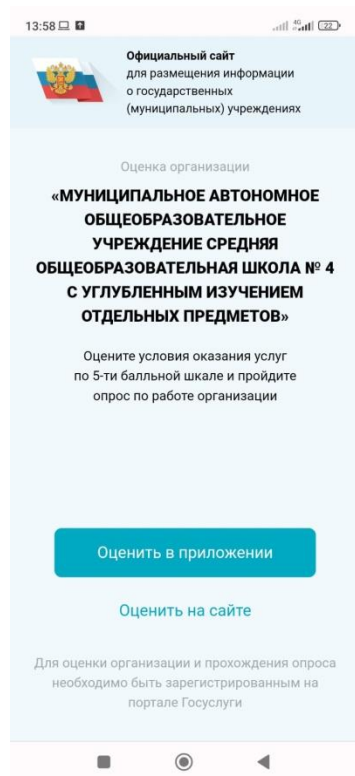 13:58
4G
22
Официальный сайт
для размещения информации
о государственных
(муниципальных) учреждениях
Оценка организации
«МУНИЦИПАЛЬНОЕ АВТОНОМНОЕ
ОБЩЕОБРАЗОВАТЕЛЬНОЕ
УЧРЕЖДЕНИЕ СРЕДНЯЯ
ОБЩЕОБРАЗОВАТЕЛЬНАЯ ШКОЛА № 4
С УГЛУБЛЕННЫМ ИЗУЧЕНИЕМ
ОТДЕЛЬНЫХ ПРЕДМЕТОВ»
Оцените условия оказания услуг
по 5-ти балльной шкале и пройдите
опрос по работе организации
Оценить в приложении
Оценить на сайте
Для оценки организации и прохождения опроса
необходимо быть зарегистрированным на
портале Госуслуги